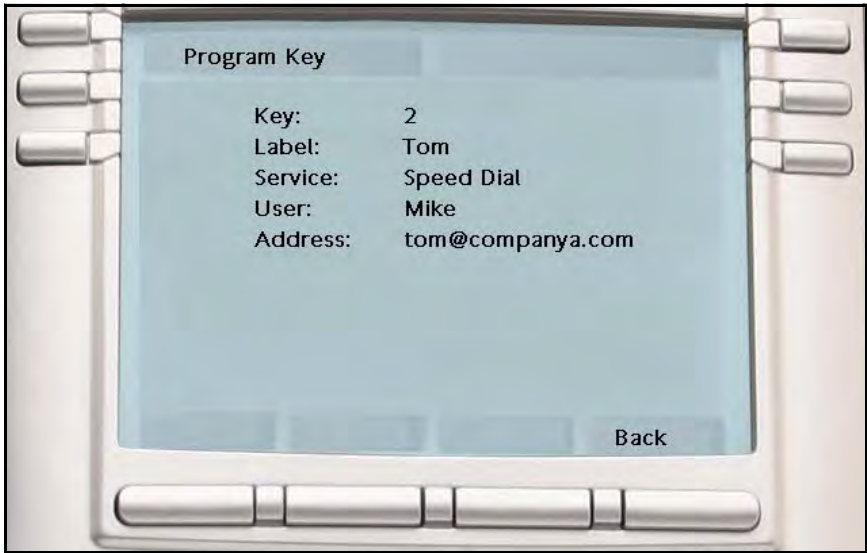 Program Key
Key: 2
Label: Tom
Service: Speed Dial
User: Mike
Address: tom@companya.com
Back